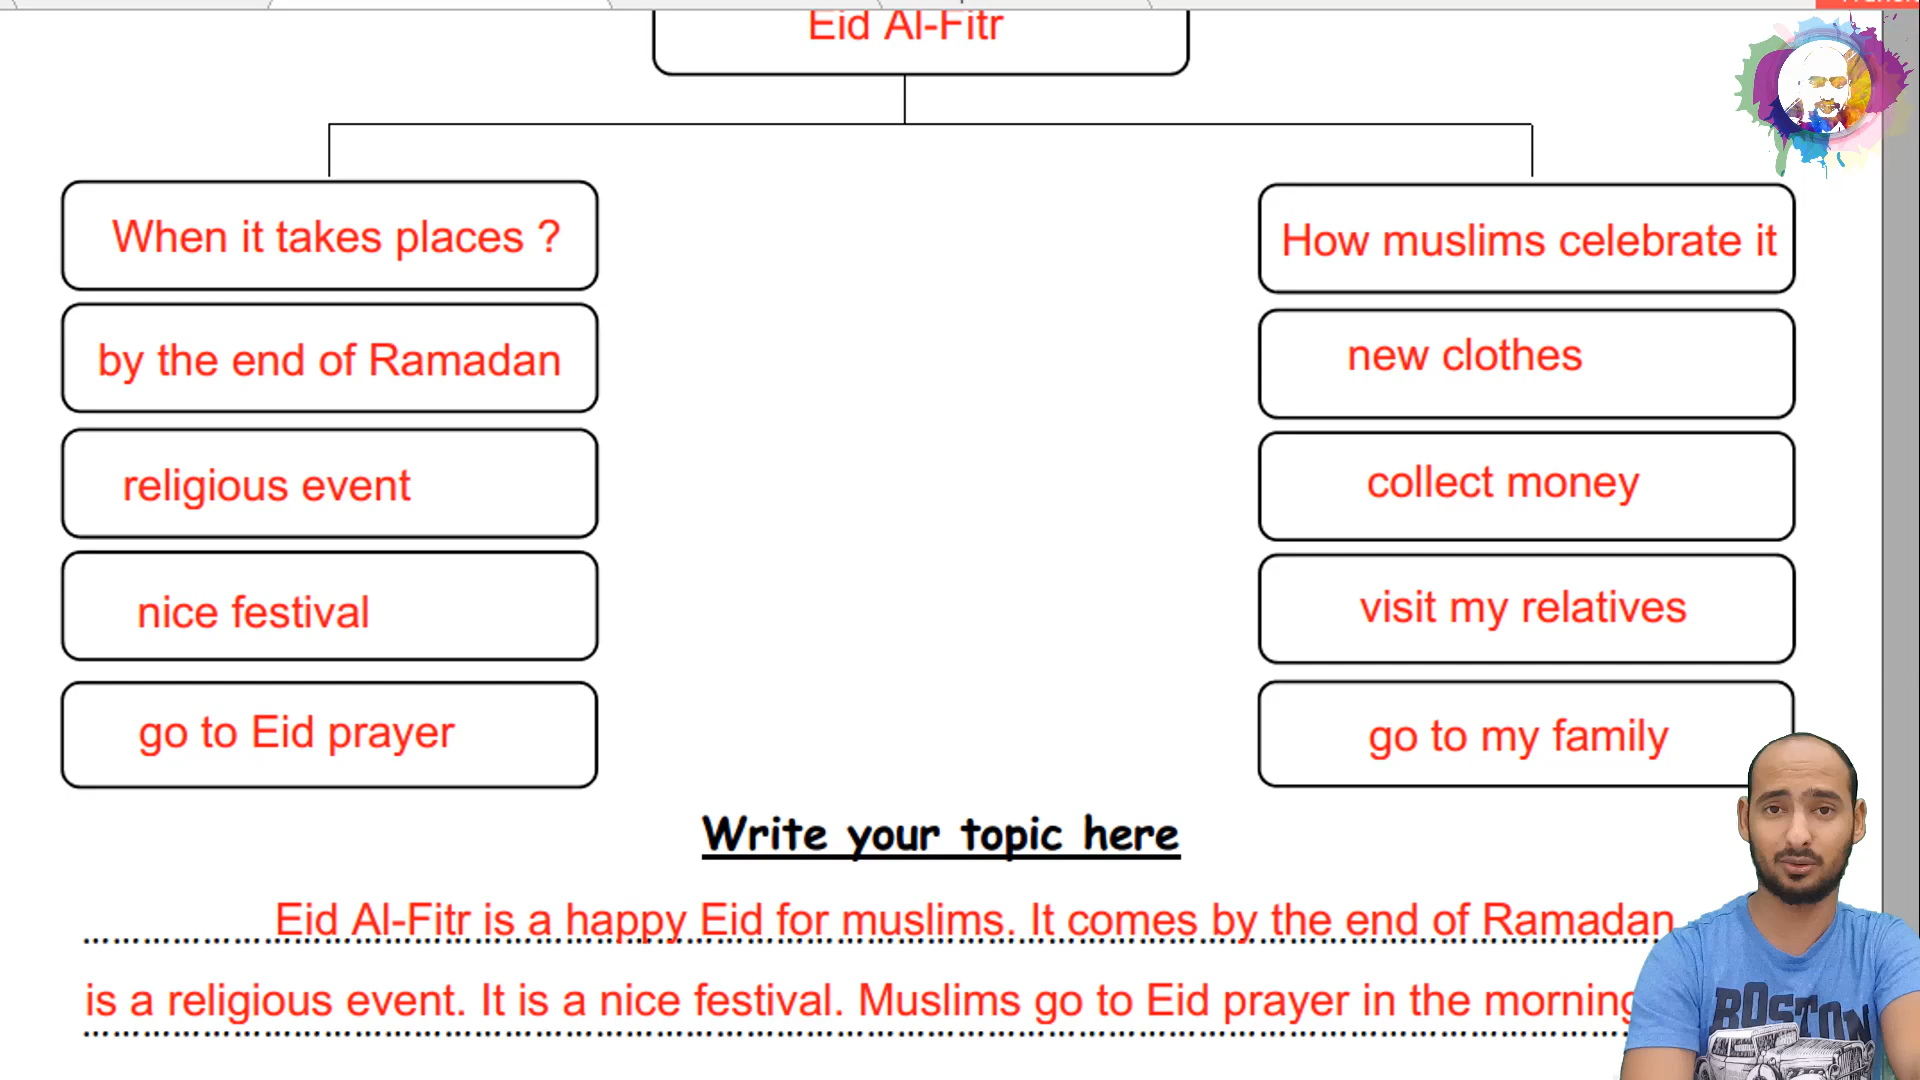 Eid Al-Fitr
When it takes places ?
How muslims celebrate it
by the end of Ramadan
new clothes
religious event
collect money
nice festival
visit my relatives
go to Eid prayer
go to my family
Write your topic here
Eid Al-Fitr is a happy Eid for muslims. It comes by the end of Ramadan
is a religious event. It is a nice festival. Muslims go to Eid prayer in the morning
BOSTON